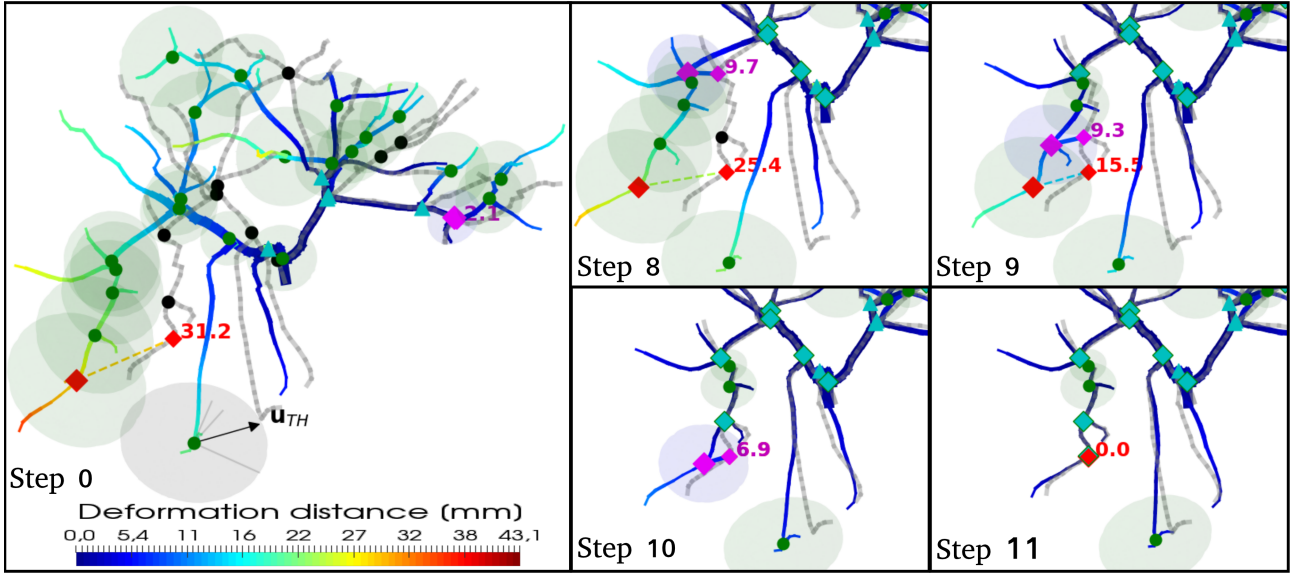 2.1
31.2
u_TH
Step 0
Deformation distance (mm)
0,0 5,4 11 16 22 27 32 38 43,1
9.7
25.4
Step 8
9.3
15.5
Step 9
6.9
Step 10
0.0
Step 11